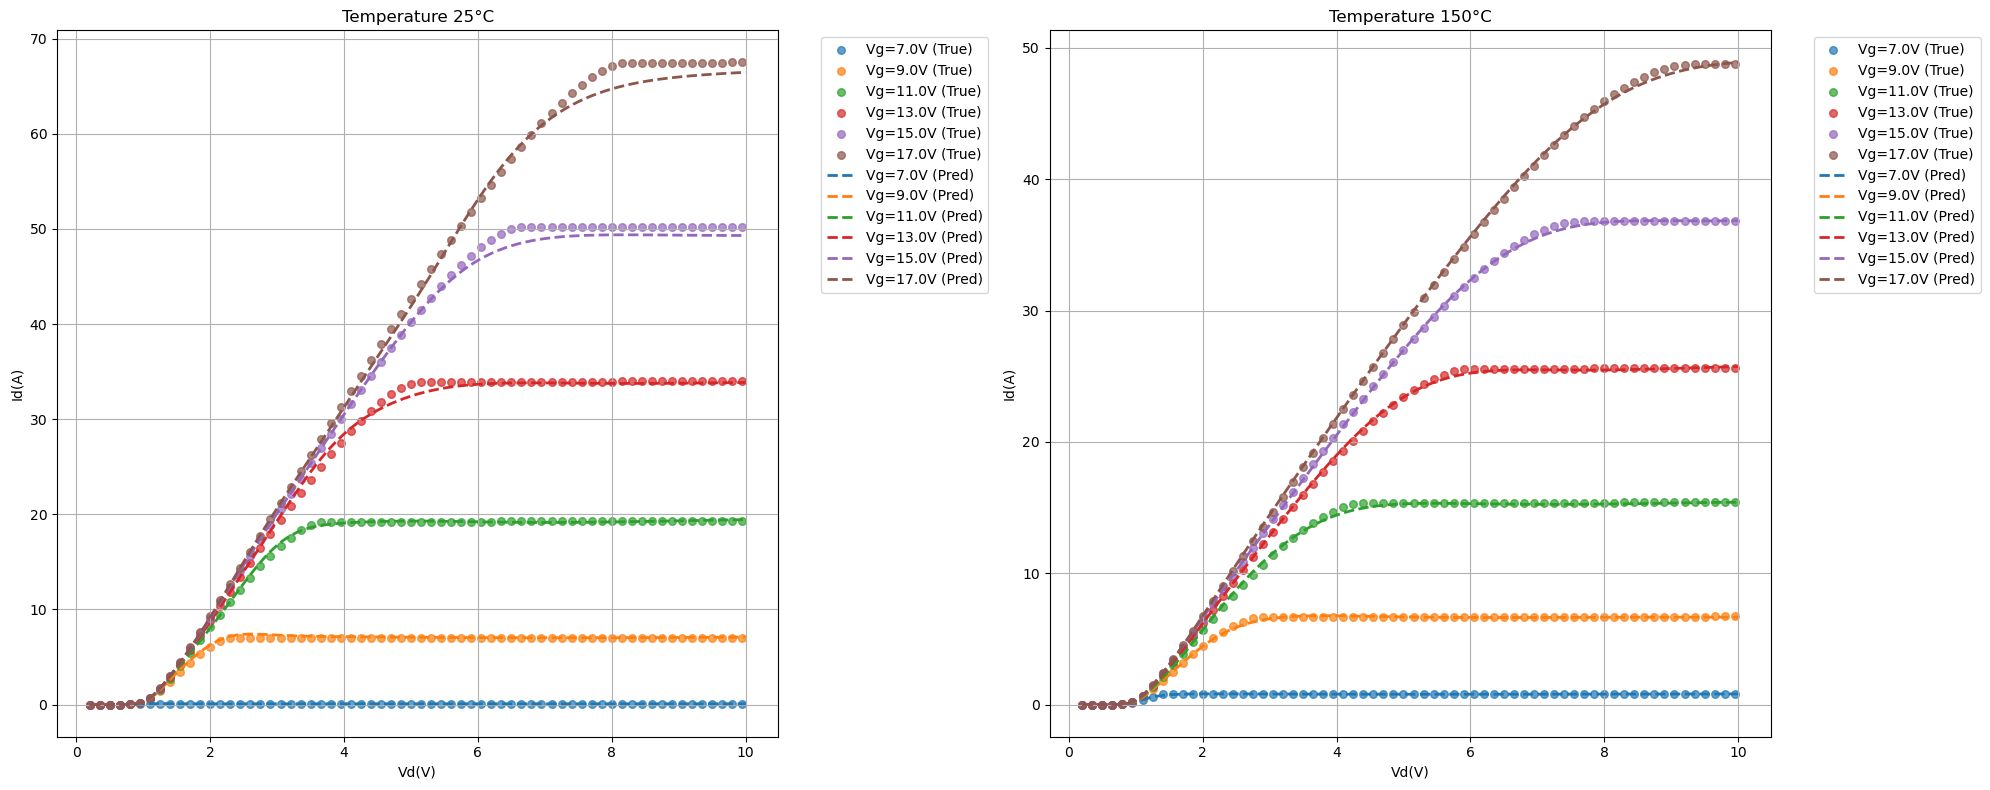 Temperature 25°C
70
60
50
40
30
20
10
0
Id(A)
0
2
4
6
8
10
Vd(V)
Vg=7.0V (True)
Vg=9.0V (True)
Vg=11.0V (True)
Vg=13.0V (True)
Vg=15.0V (True)
Vg=17.0V (True)
Vg=7.0V (Pred)
Vg=9.0V (Pred)
Vg=11.0V (Pred)
Vg=13.0V (Pred)
Vg=15.0V (Pred)
Vg=17.0V (Pred)
Temperature 150°C
50
40
30
20
10
0
Id(A)
0
2
4
6
8
10
Vd(V)
Vg=7.0V (True)
Vg=9.0V (True)
Vg=11.0V (True)
Vg=13.0V (True)
Vg=15.0V (True)
Vg=17.0V (True)
Vg=7.0V (Pred)
Vg=9.0V (Pred)
Vg=11.0V (Pred)
Vg=13.0V (Pred)
Vg=15.0V (Pred)
Vg=17.0V (Pred)